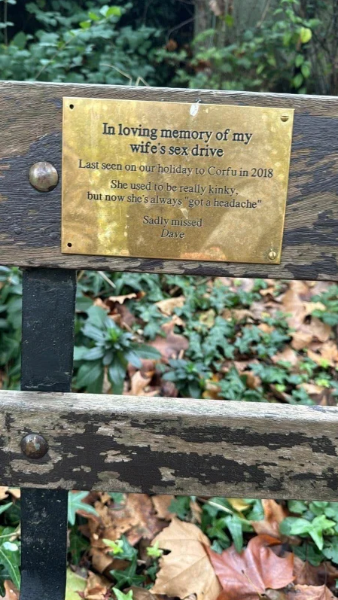 In loving memory of my
wife's sex drive
Last seen on our holiday to Corfu in 2018
She used to be really kinky,
but now she's always "got a headache"
Sadly missed
Dave